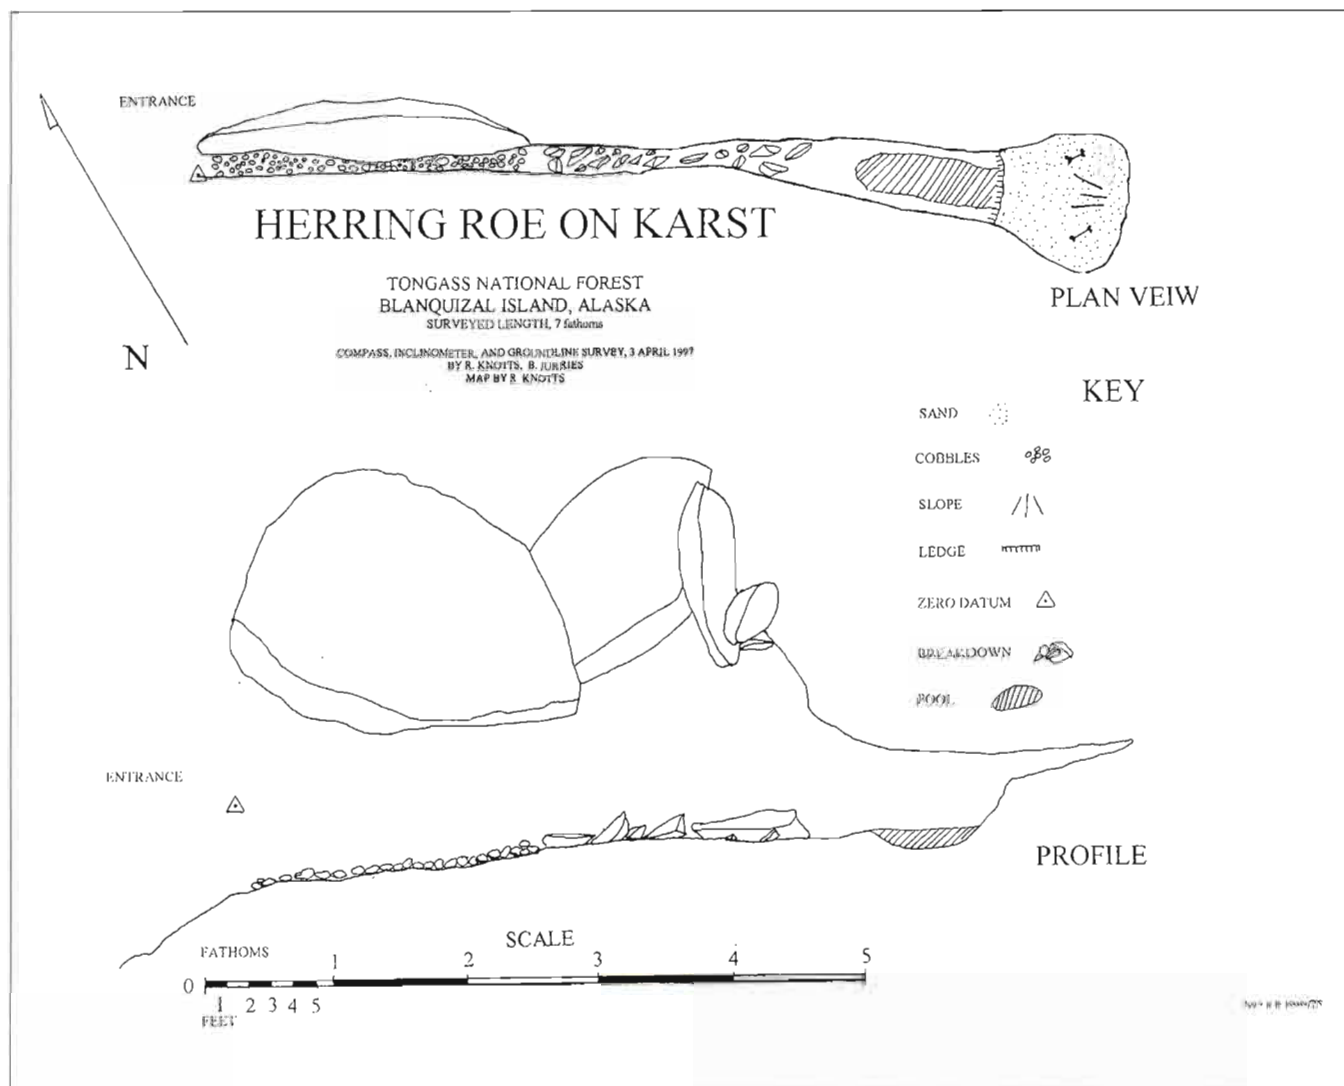 ENTRANCE
HERRING ROE ON KARST
TONGASS NATIONAL FOREST
BLANQUIZAL ISLAND, ALASKA
SURVEYED LENGTH, 7 fathoms
COMPASS, INCLINOMETER, AND GROUNDLINE SURVEY, 3 APRIL 1997
BY R. KNOTTS, B. JURRIES
MAP BY R. KNOTTS
PLAN VEIW
N
KEY
SAND
COBBLES
SLOPE
LEDGE
ZERO DATUM
BREAKDOWN
POOL
ENTRANCE
PROFILE
SCALE
FATHOMS
0 1 2 3 4 5
1 2 3 4 5
FEET